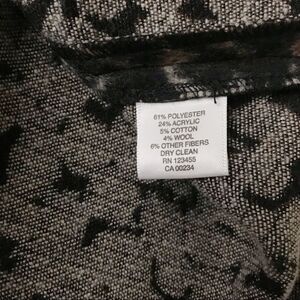 61% POLYESTER
24% ACRYLIC
5% COTTON
4% WOOL
6% OTHER FIBERS
DRY CLEAN
RN 123455
CA 00234